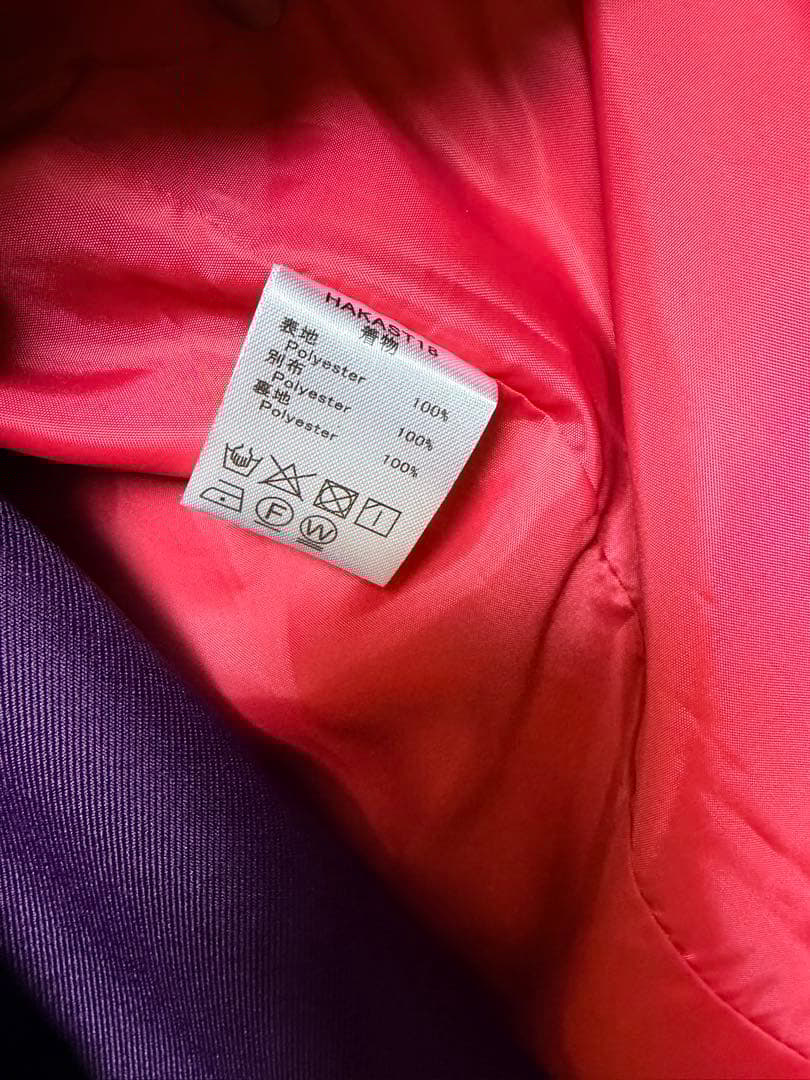 HAKAST18
着物
表地
Polyester 100%
別布
Polyester 100%
裏地
Polyester 100%
F W